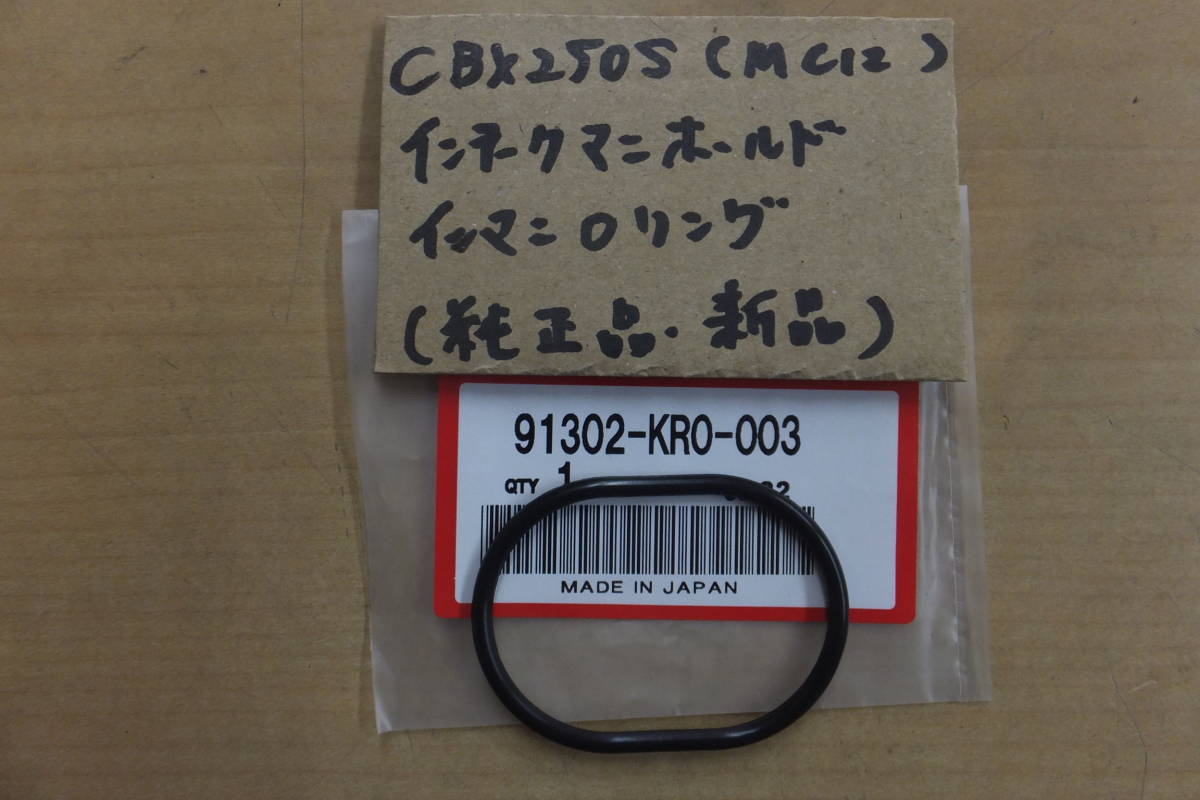 CBX250S (MC12)
インテークマニホールド
インマニOリング
(純正品・新品)
91302-KR0-003
QTY 1
MADE IN JAPAN